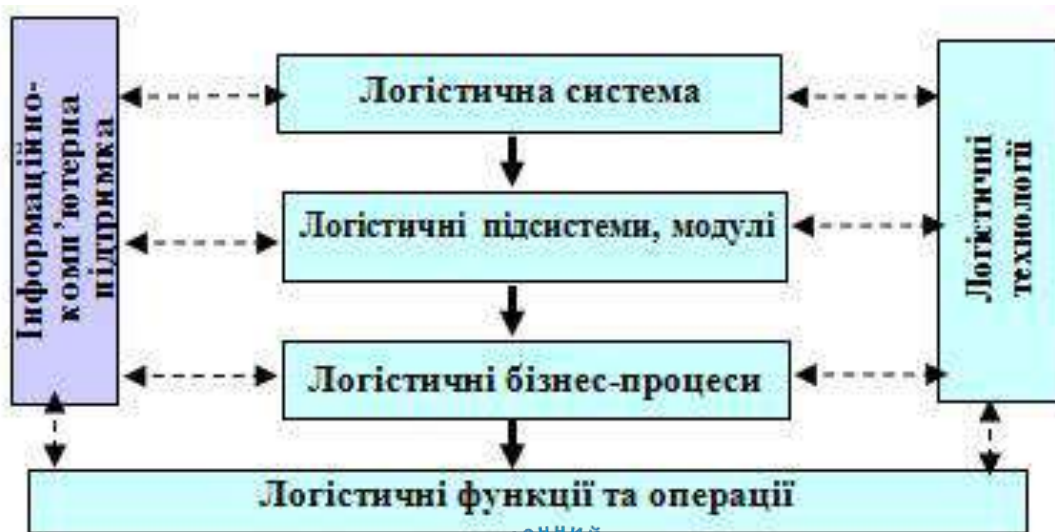 Інформаційно-
комп’ютерна
підтримка
Логістична система
Логістичні підсистеми, модулі
Логістичні бізнес-процеси
Логістичні функції та операції
Логістичні
технології